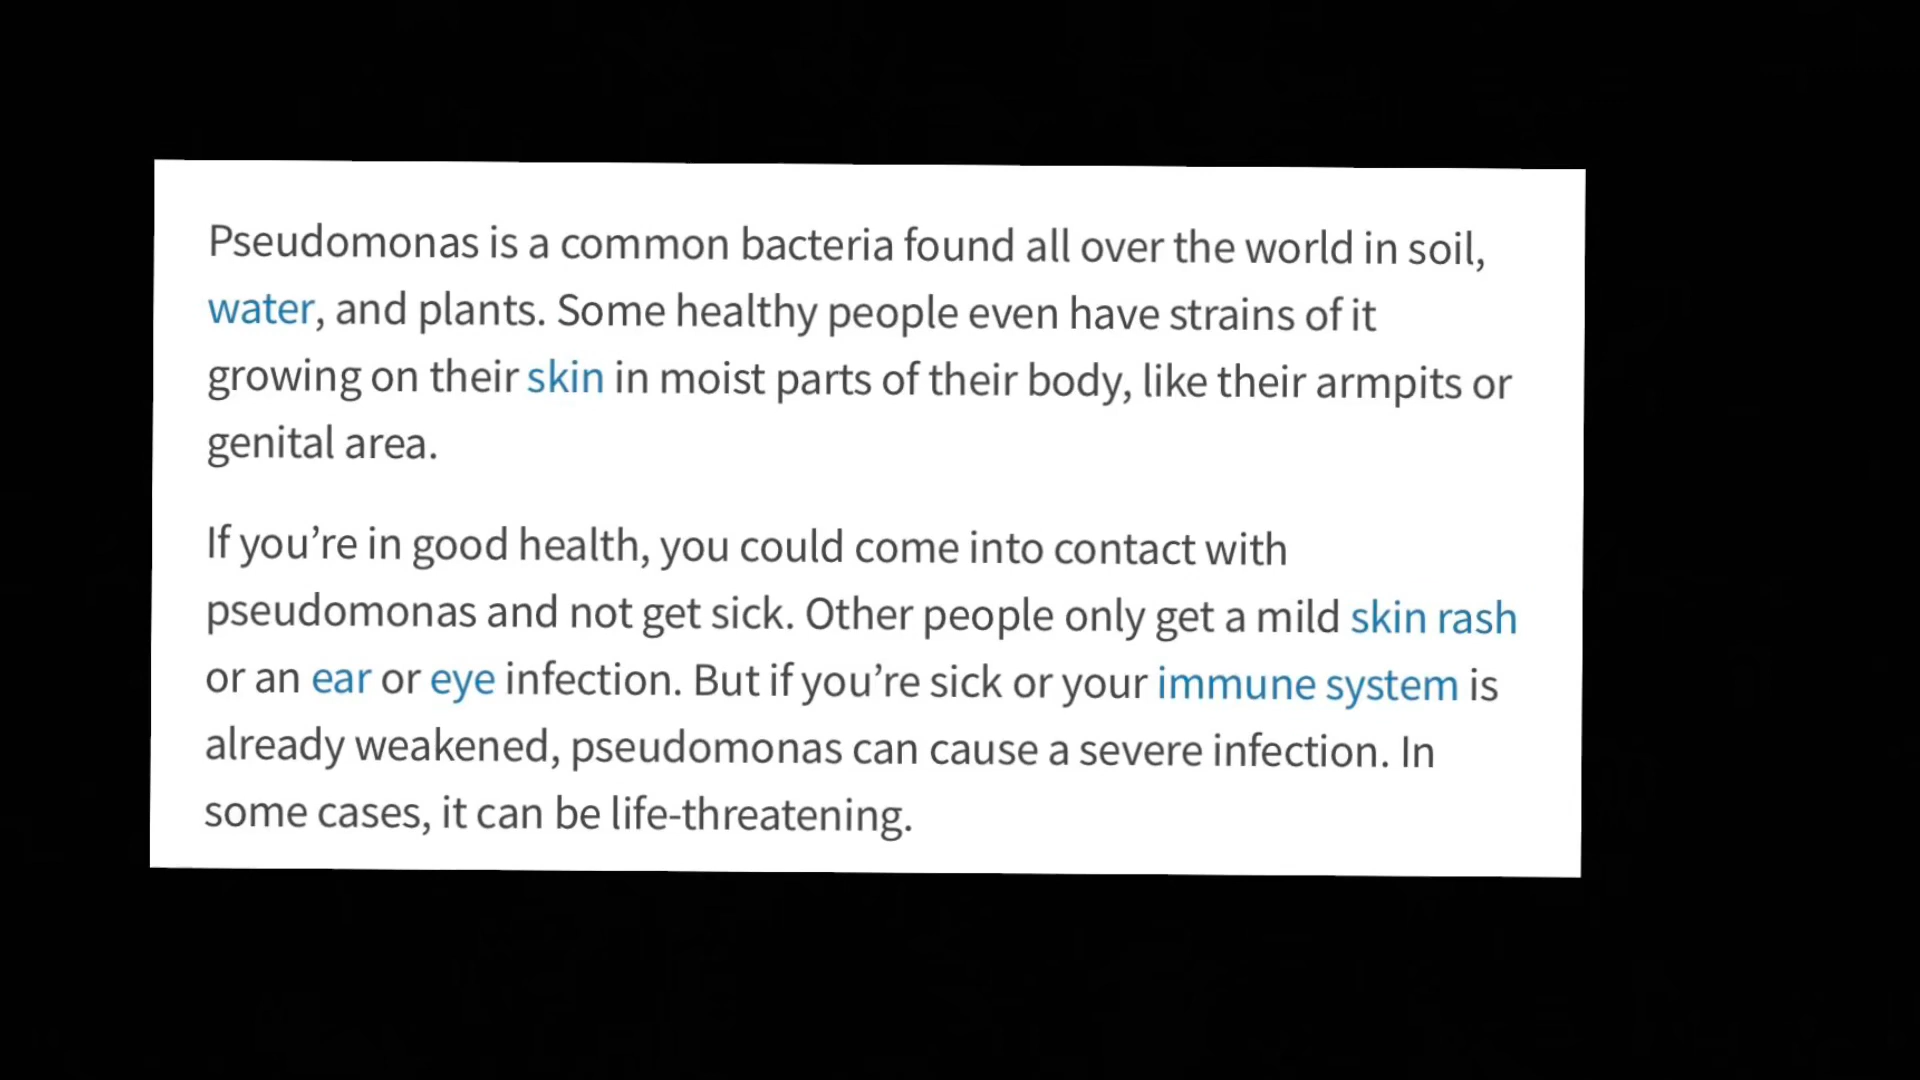 Pseudomonas is a common bacteria found all over the world in soil,
water, and plants. Some healthy people even have strains of it
growing on their skin in moist parts of their body, like their armpits or
genital area.
If you’re in good health, you could come into contact with
pseudomonas and not get sick. Other people only get a mild skin rash
or an ear or eye infection. But if you’re sick or your immune system is
already weakened, pseudomonas can cause a severe infection. In
some cases, it can be life-threatening.